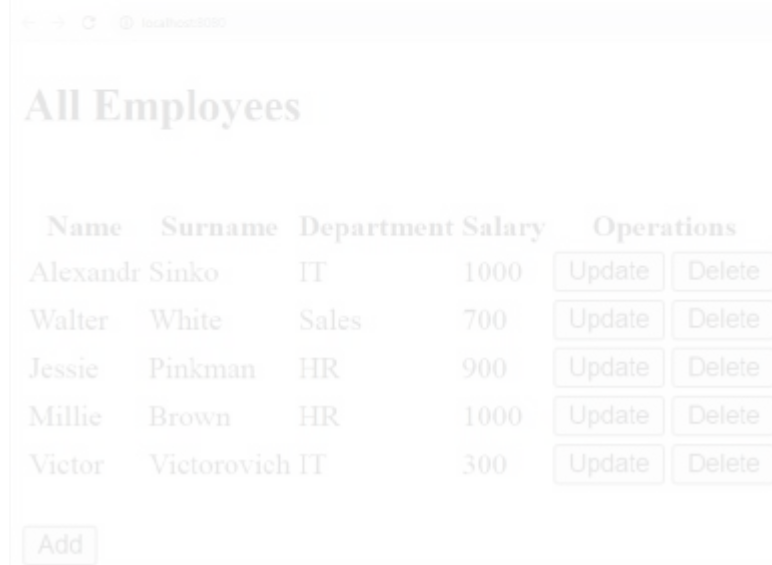 localhost:8080
All Employees
Name Surname Department Salary Operations
Alexandr Sinko IT 1000 Update Delete
Walter White Sales 700 Update Delete
Jessie Pinkman HR 900 Update Delete
Millie Brown HR 1000 Update Delete
Victor Victorovich IT 300 Update Delete
Add